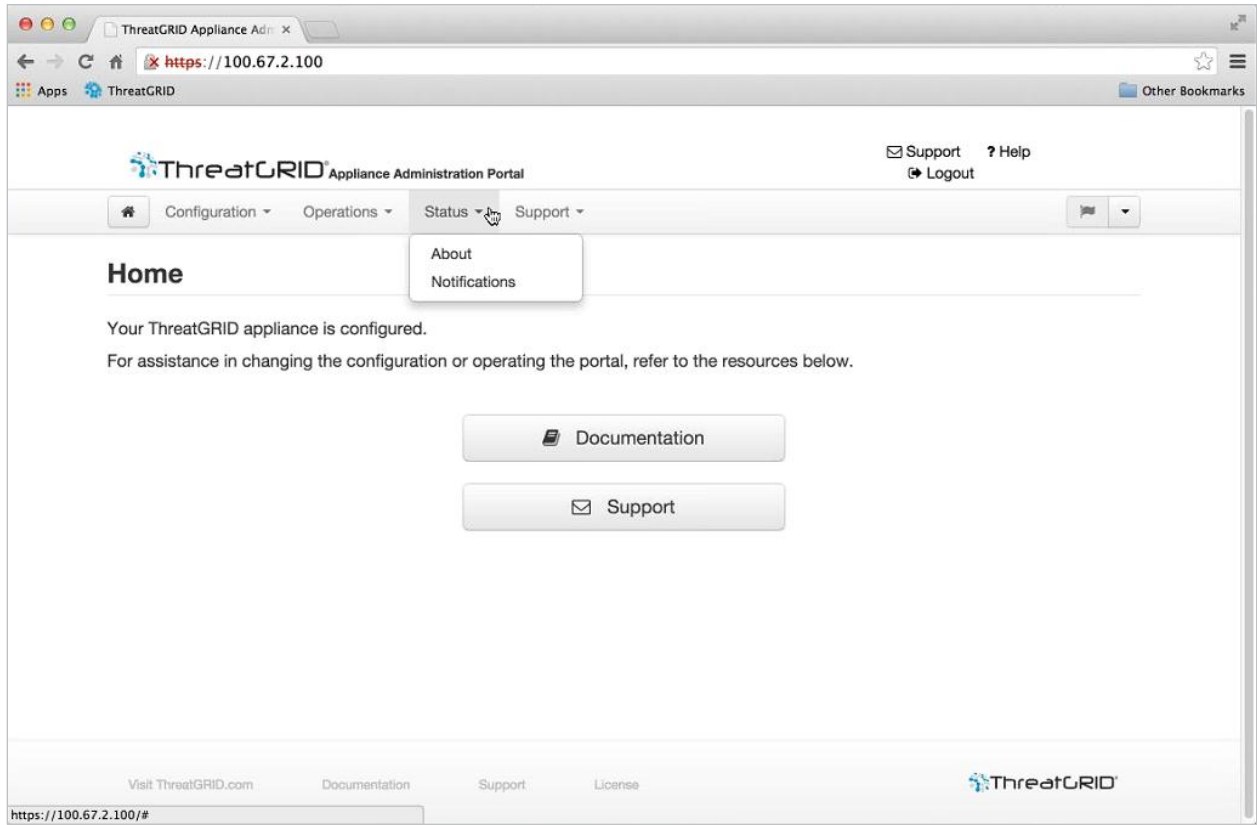 ThreatGRID Appliance Adm
https://100.67.2.100
Apps ThreatGRID Other Bookmarks
ThreatGRID® Appliance Administration Portal
Support ? Help
Logout
Configuration Operations Status Support
About
Notifications
Home
Your ThreatGRID appliance is configured.
For assistance in changing the configuration or operating the portal, refer to the resources below.
Documentation
Support
Visit ThreatGRID.com Documentation Support License ThreatGRID®
https://100.67.2.100/#